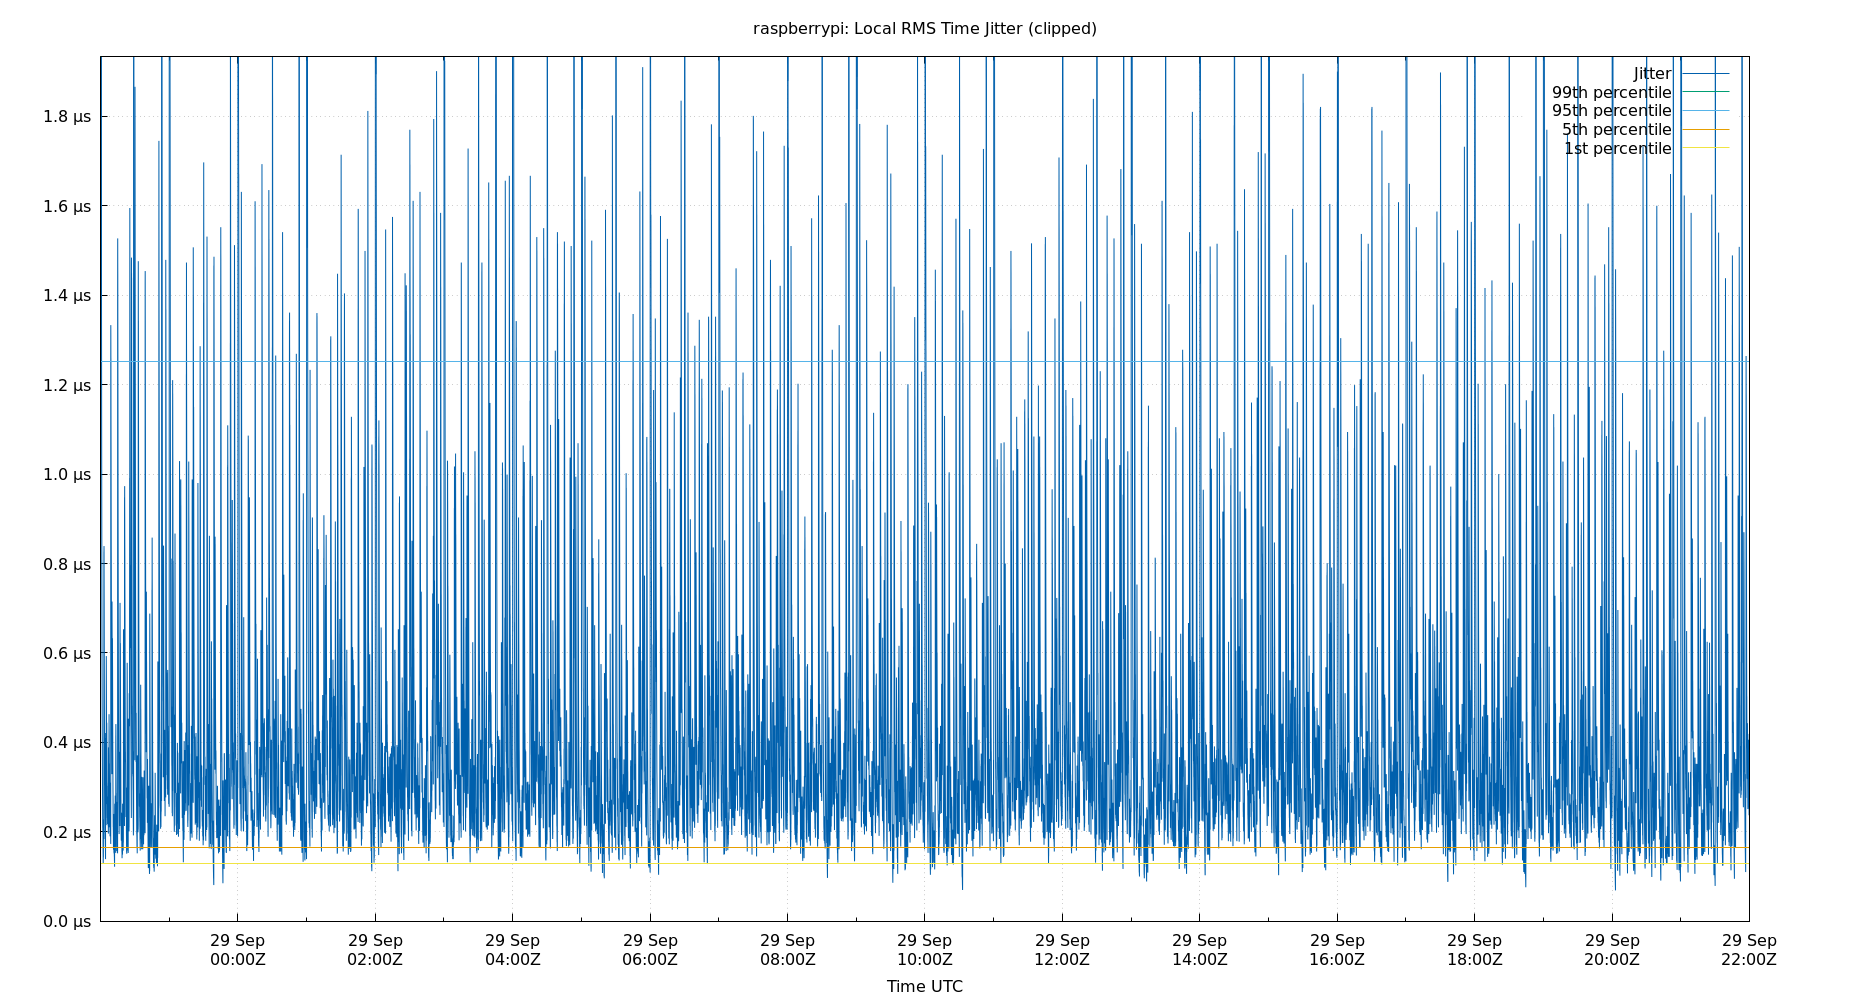 raspberrypi: Local RMS Time Jitter (clipped)
Jitter
99th percentile
95th percentile
5th percentile
1st percentile
1.8 µs
1.6 µs
1.4 µs
1.2 µs
1.0 µs
0.8 µs
0.6 µs
0.4 µs
0.2 µs
0.0 µs
29 Sep 29 Sep 29 Sep 29 Sep 29 Sep 29 Sep 29 Sep 29 Sep 29 Sep 29 Sep 29 Sep 29 Sep
00:00Z 02:00Z 04:00Z 06:00Z 08:00Z 10:00Z 12:00Z 14:00Z 16:00Z 18:00Z 20:00Z 22:00Z
Time UTC